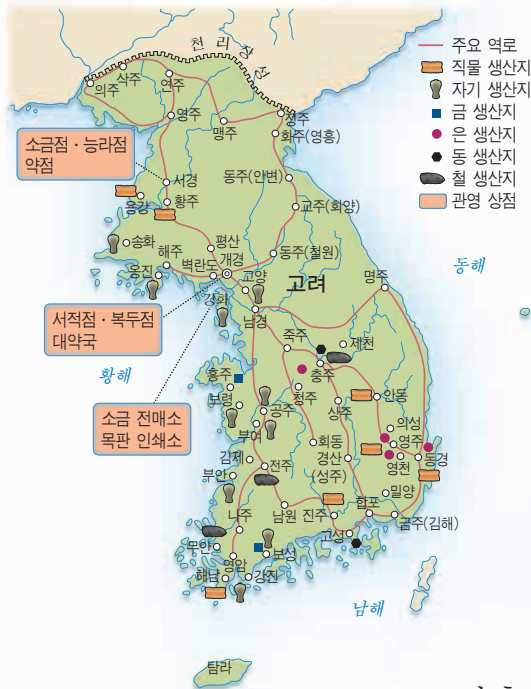 천리장성
주요 역로
직물 생산지
자기 생산지
금 생산지
은 생산지
동 생산지
철 생산지
관영 상점
삭주
연주
의주
영주
맹주
정주
화주(영흥)
소금점·능라점
약점
서경
동주(안변)
용강
황주
교주(회양)
송화
평산
해주
개경
동주(철원)
옹진
벽란도
고양
고려
동해
명주
강화
남경
서적점·복두점
대약국
죽주
제천
황해
홍주
충주
소금 전매소
목판 인쇄소
보령
청주
안동
공주
상주
의성
부여
회동
영주
김제
경산
(성주)
영천
동경
부안
전주
밀양
남원
진주
합포
금주(김해)
나주
고성
무안
보성
영암
해남
강진
남해
탐라